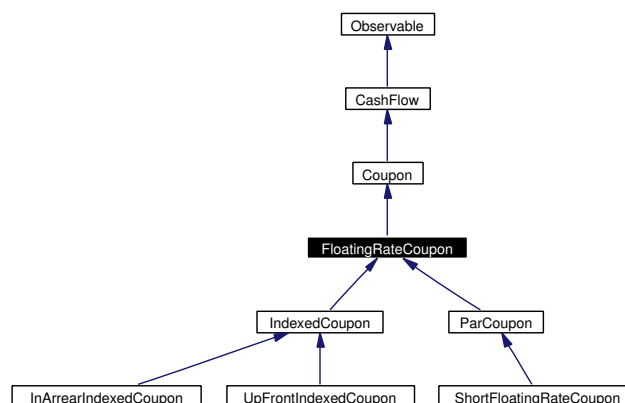 Observable
CashFlow
Coupon
FloatingRateCoupon
IndexedCoupon
ParCoupon
InArrearIndexedCoupon
UpFrontIndexedCoupon
ShortFloatingRateCoupon